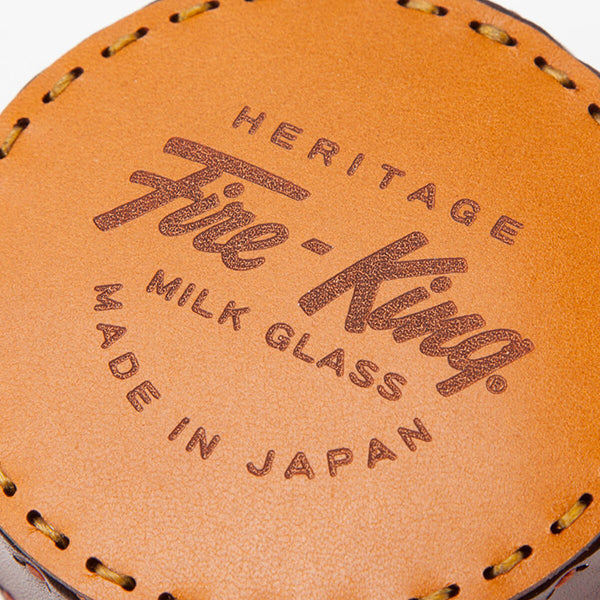 HERITAGE
Fire-King®
MILK GLASS
MADE IN JAPAN